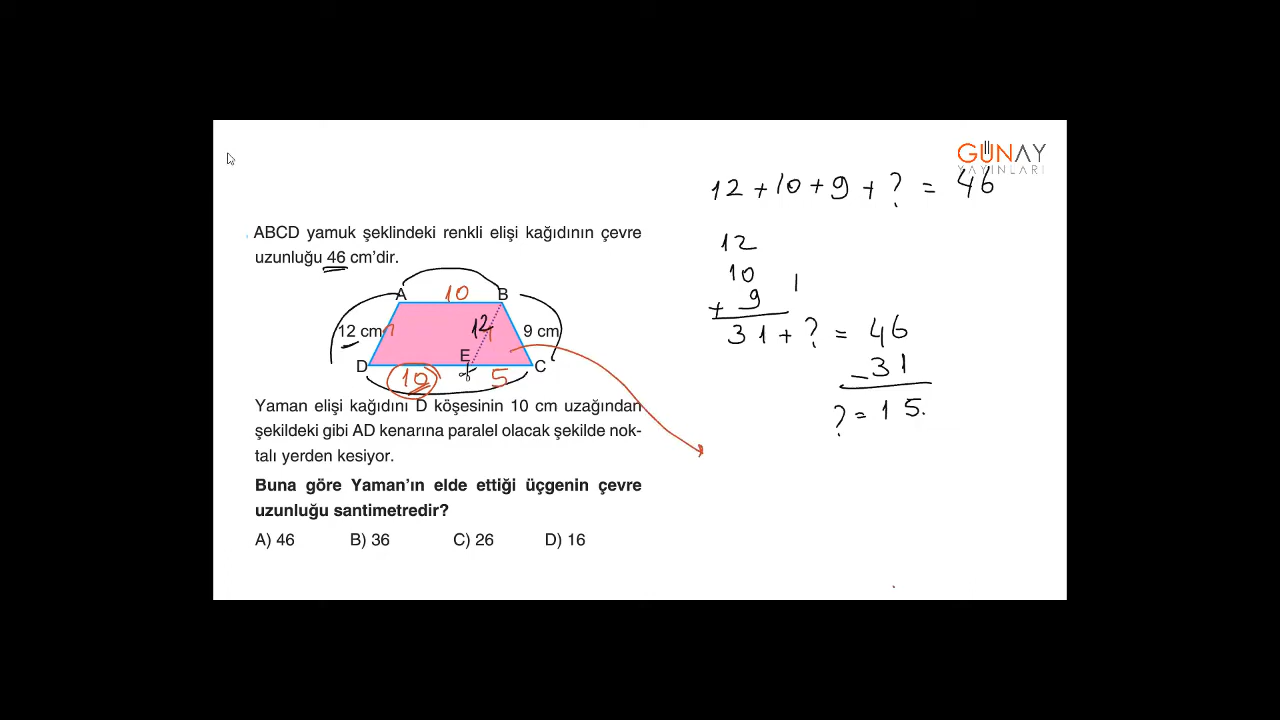 GÜNAY
YAYINLARI
12 + 10 + 9 + ? = 46
ABCD yamuk şeklindeki renkli elişi kağıdının çevre
uzunluğu 46 cm'dir.
A 10 B
12 cm 12 9 cm
D 10 E 5 C
Yaman elişi kağıdını D köşesinin 10 cm uzağından
şekildeki gibi AD kenarına paralel olacak şekilde nok-
talı yerden kesiyor.
Buna göre Yaman'ın elde ettiği üçgenin çevre
uzunluğu santimetredir?
A) 46 B) 36 C) 26 D) 16
12
10
+ 9
31 + ? = 46
- 31
? = 15.